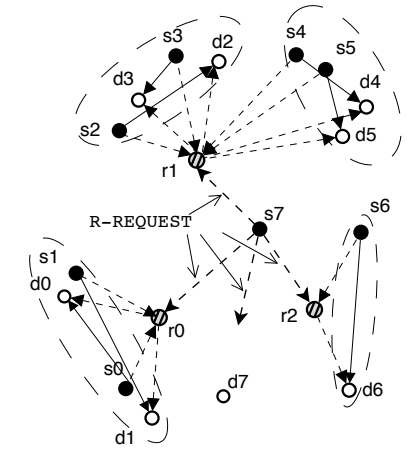 s3
d2
s4
s5
d3
d4
s2
d5
r1
R-REQUEST
s7
s6
s1
d0
r0
r2
s0
d7
d6
d1